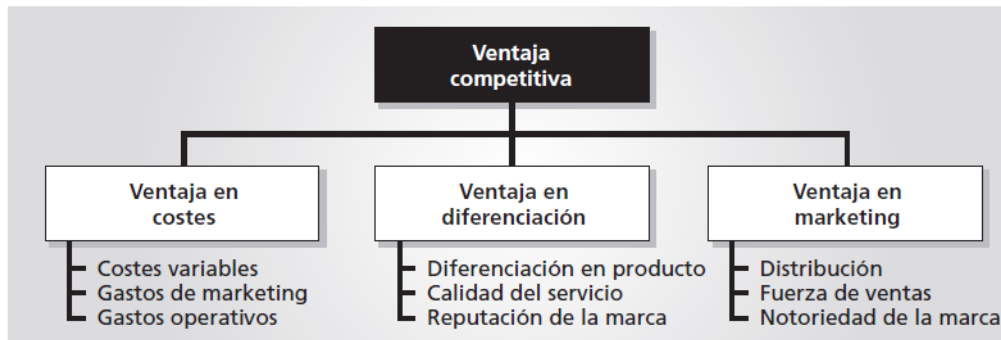 Ventaja
competitiva
Ventaja en
costes
Costes variables
Gastos de marketing
Gastos operativos
Ventaja en
diferenciación
Diferenciación en producto
Calidad del servicio
Reputación de la marca
Ventaja en
marketing
Distribución
Fuerza de ventas
Notoriedad de la marca